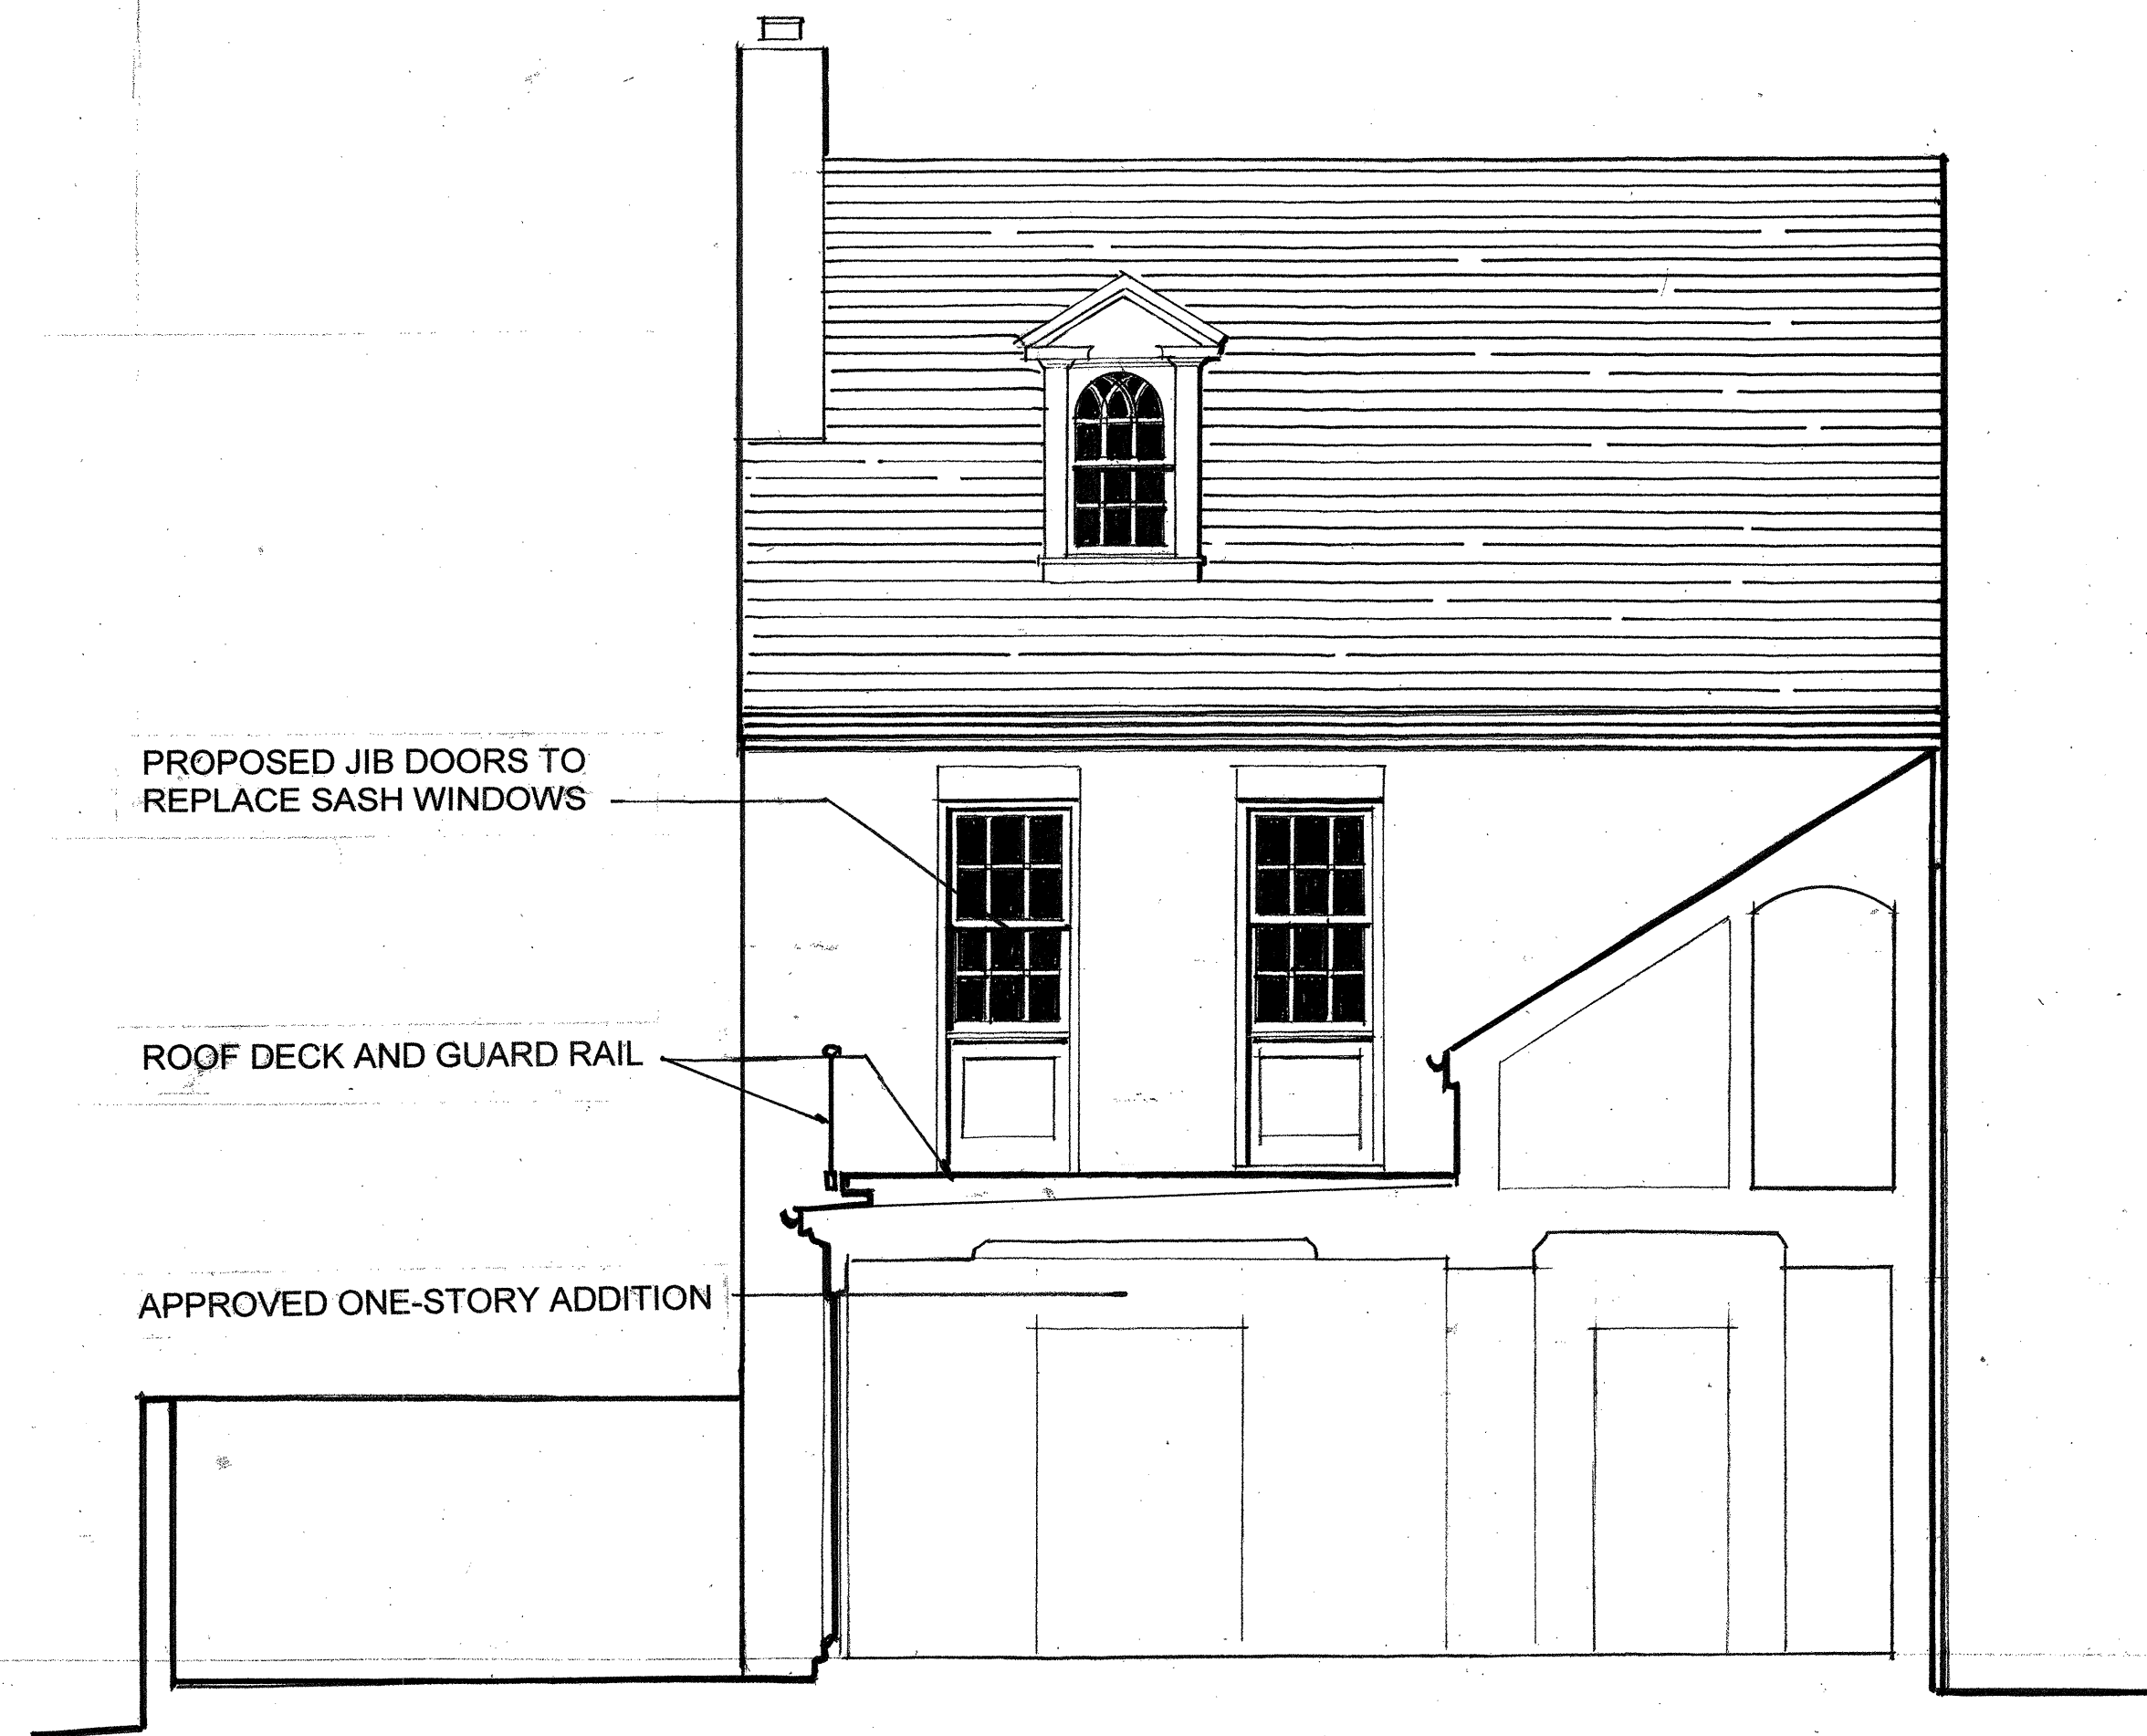 PROPOSED JIB DOORS TO
REPLACE SASH WINDOWS
ROOF DECK AND GUARD RAIL
APPROVED ONE-STORY ADDITION